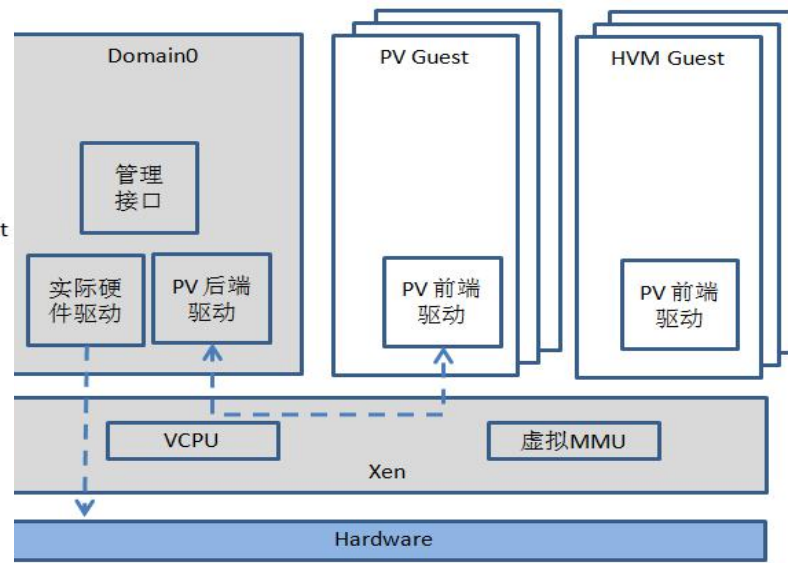 Domain0
PV Guest
HVM Guest
管理
接口
t
实际硬
件驱动
PV 后端
驱动
PV 前端
驱动
PV 前端
驱动
VCPU
虚拟MMU
Xen
Hardware